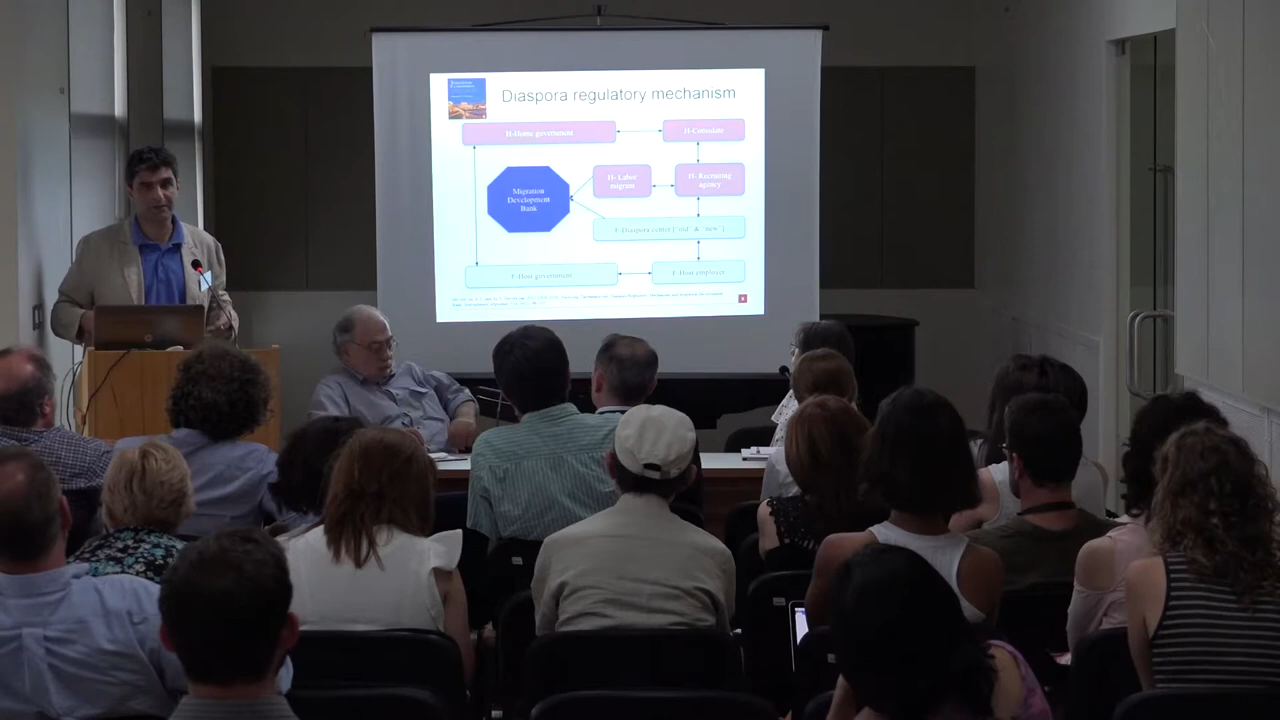 Diaspora regulatory mechanism
H-Home government
H-Consulate
Migration
Development
Bank
H- Labor
migrant
H- Recruiting
agency
F-Diaspora center [“old” & “new”]
F-Host government
F-Host employer